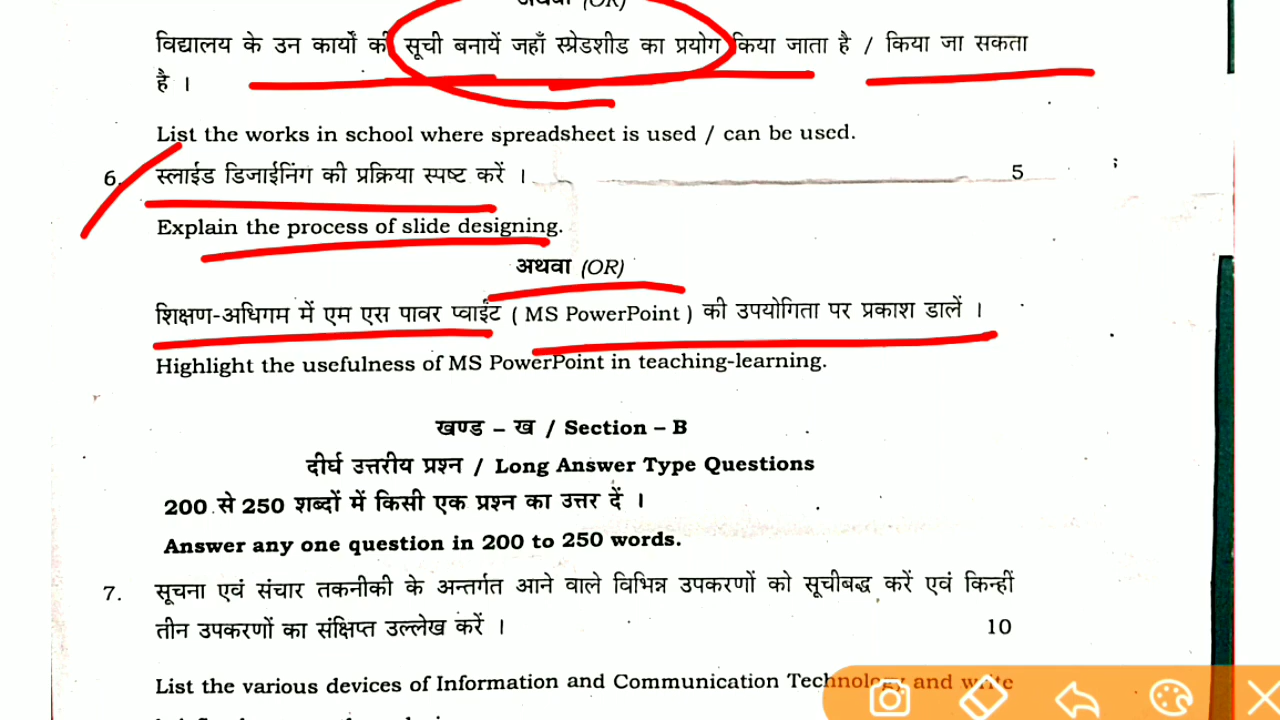 अथवा (OR)
विद्यालय के उन कार्यों की सूची बनायें जहाँ स्प्रेडशीड का प्रयोग किया जाता है / किया जा सकता
है ।
List the works in school where spreadsheet is used / can be used.
6. स्लाईड डिजाईनिंग की प्रक्रिया स्पष्ट करें । 5
Explain the process of slide designing.
अथवा (OR)
शिक्षण-अधिगम में एम एस पावर प्वाईंट ( MS PowerPoint ) की उपयोगिता पर प्रकाश डालें ।
Highlight the usefulness of MS PowerPoint in teaching-learning.
खण्ड – ख / Section – B
दीर्घ उत्तरीय प्रश्न / Long Answer Type Questions
200 से 250 शब्दों में किसी एक प्रश्न का उत्तर दें ।
Answer any one question in 200 to 250 words.
7. सूचना एवं संचार तकनीकी के अन्तर्गत आने वाले विभिन्न उपकरणों को सूचीबद्ध करें एवं किन्हीं
तीन उपकरणों का संक्षिप्त उल्लेख करें । 10
List the various devices of Information and Communication Technology and write